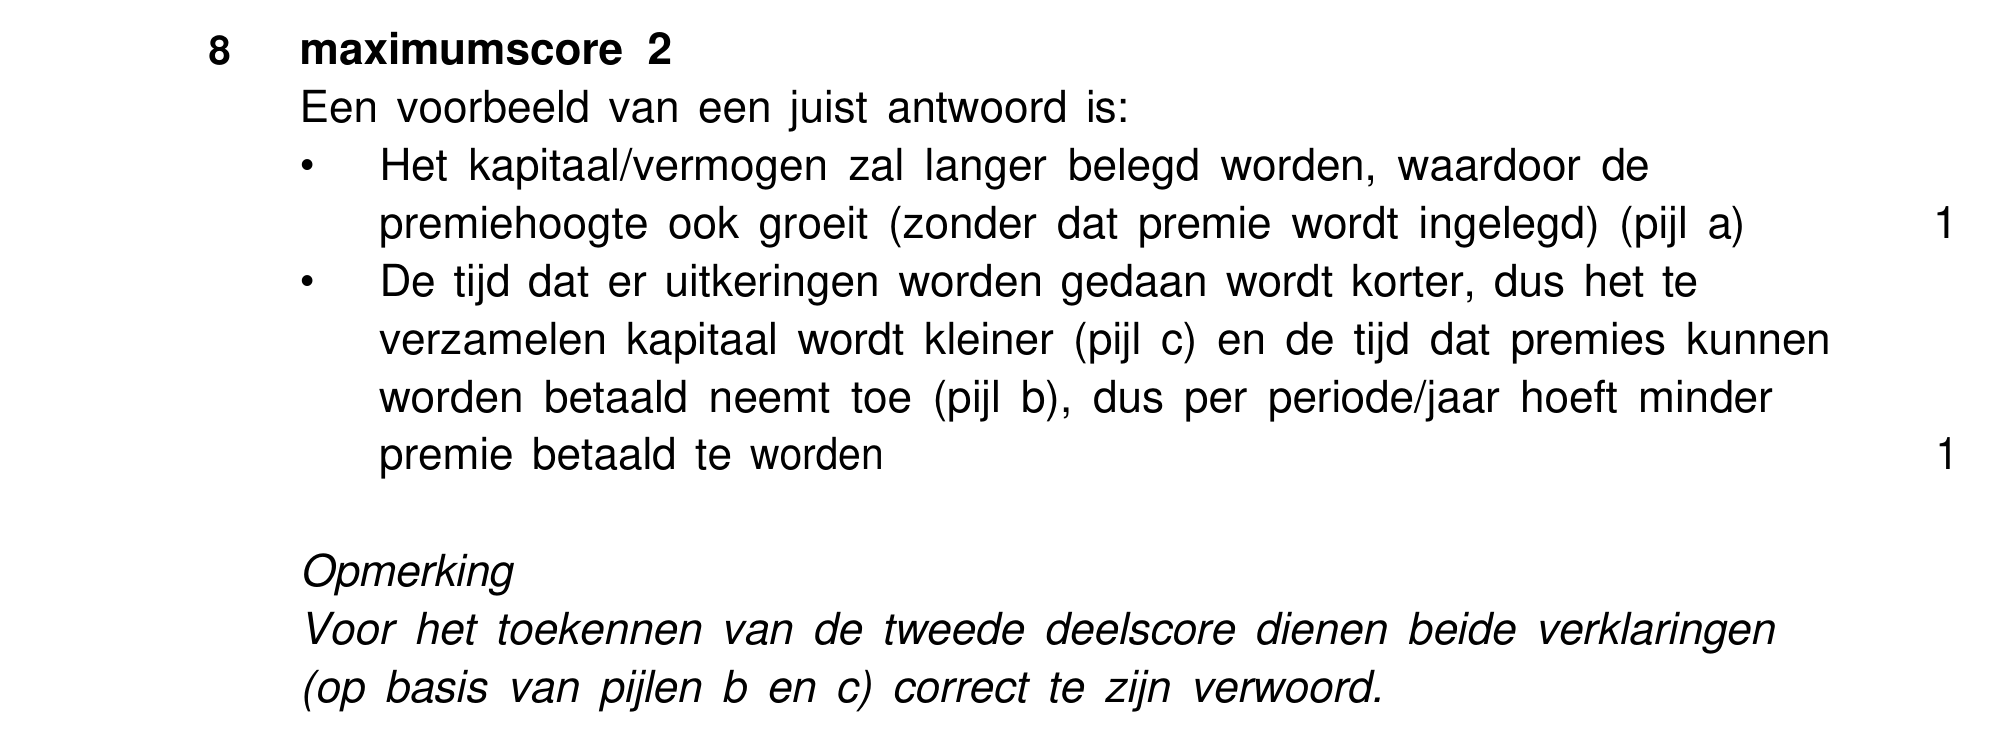 8 maximumscore 2
Een voorbeeld van een juist antwoord is:
• Het kapitaal/vermogen zal langer belegd worden, waardoor de
premiehoogte ook groeit (zonder dat premie wordt ingelegd) (pijl a) 1
• De tijd dat er uitkeringen worden gedaan wordt korter, dus het te
verzamelen kapitaal wordt kleiner (pijl c) en de tijd dat premies kunnen
worden betaald neemt toe (pijl b), dus per periode/jaar hoeft minder
premie betaald te worden 1
Opmerking
Voor het toekennen van de tweede deelscore dienen beide verklaringen
(op basis van pijlen b en c) correct te zijn verwoord.